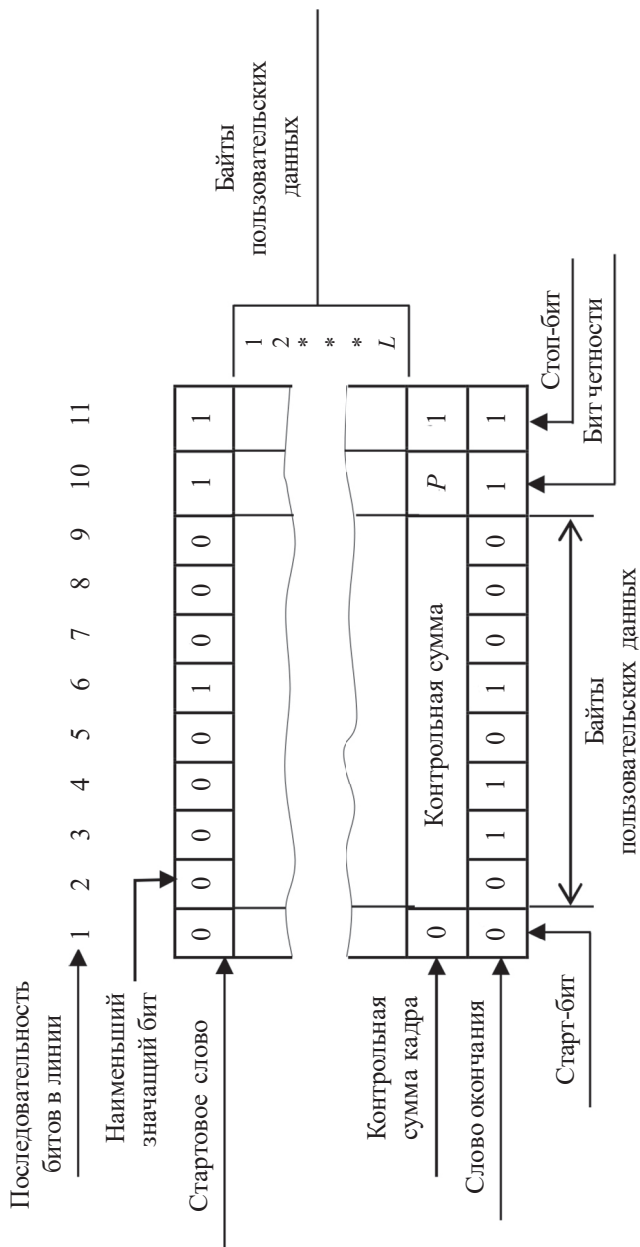 Последовательность
битов в линии
1 2 3 4 5 6 7 8 9 10 11
Наименьший
значащий бит
Стартовое слово
0 0 0 0 0 1 0 0 0 1 1
Байты
пользовательских
данных
1
2
*
*
*
L
Контрольная
сумма кадра
0 Контрольная сумма P 1
Слово окончания
0 0 1 1 0 1 0 0 0 1 1
Старт-бит
Байты
пользовательских данных
Стоп-бит
Бит четности